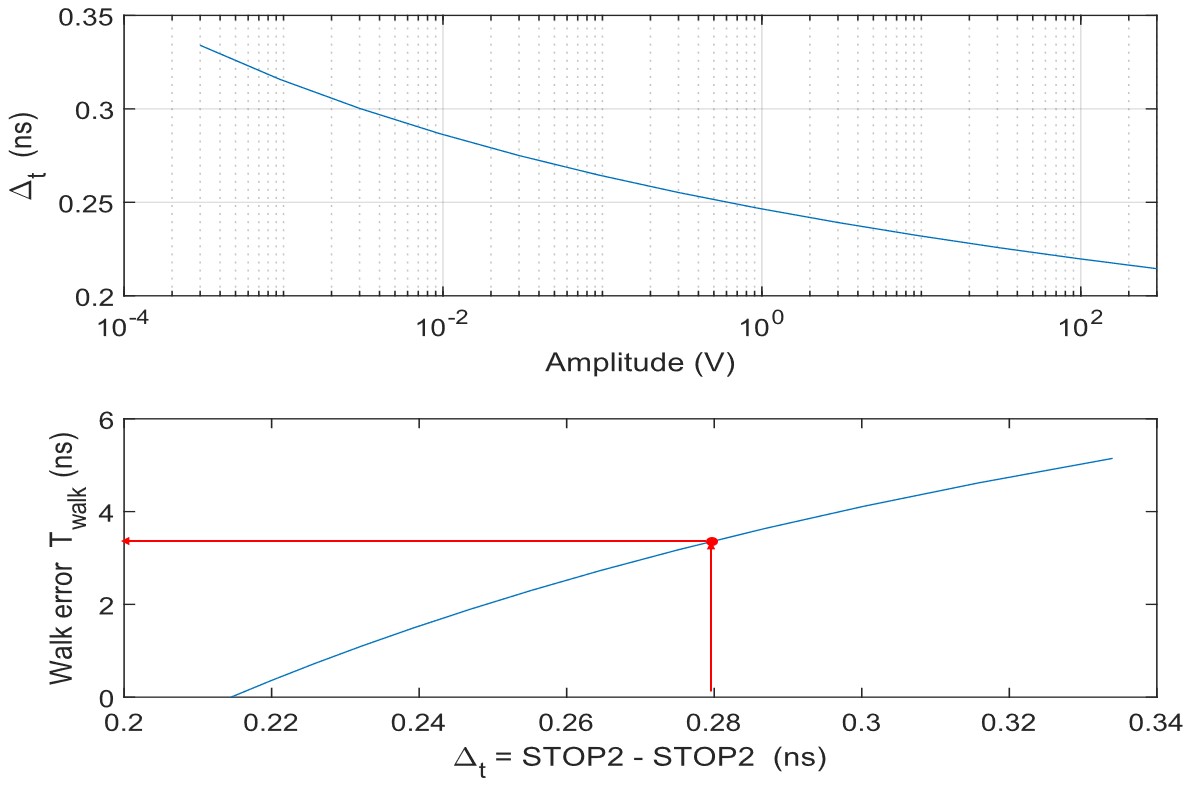 0.35
0.3
0.25
0.2
Δt (ns)
10-4
10-2
100
102
Amplitude (V)
6
4
2
0
Walk error Twalk (ns)
0.2 0.22 0.24 0.26 0.28 0.3 0.32 0.34
Δt = STOP2 - STOP2 (ns)